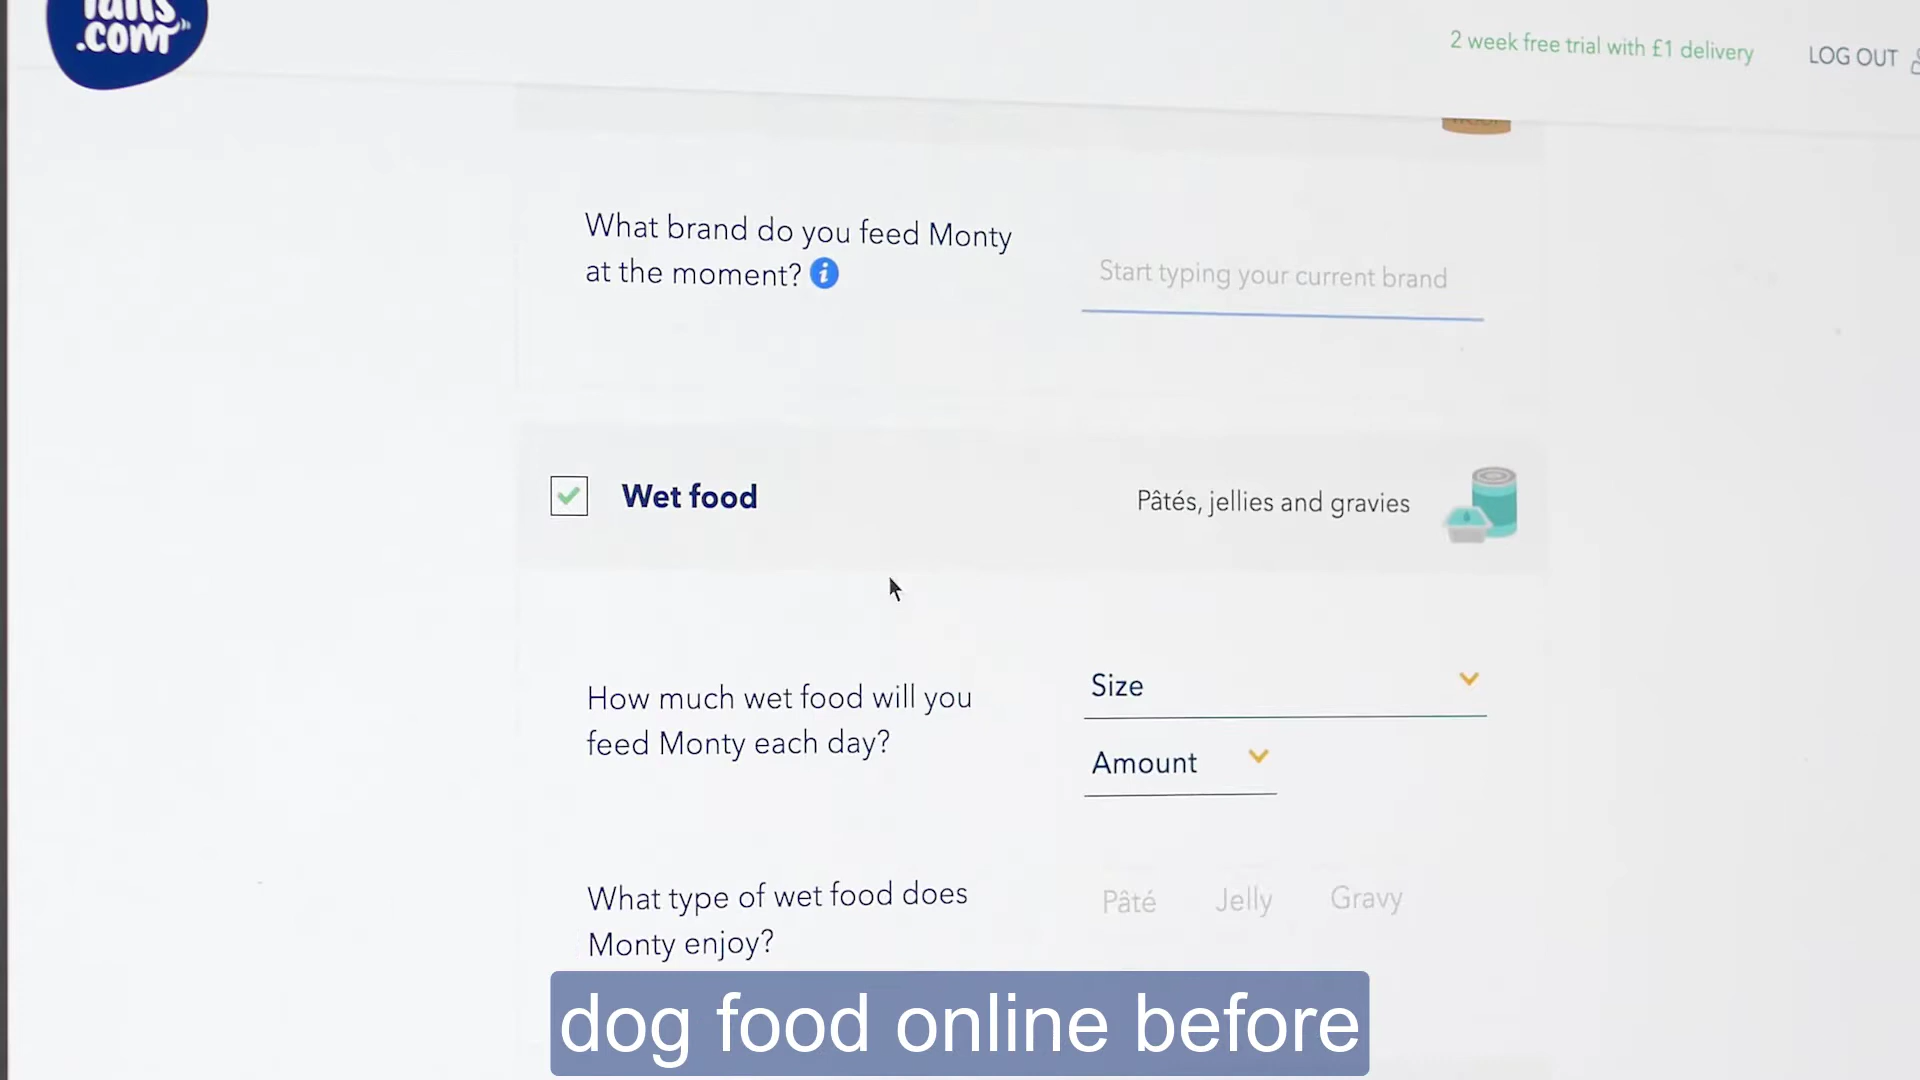 .com
2 week free trial with £1 delivery
LOG OUT
What brand do you feed Monty
at the moment?
Start typing your current brand
Wet food
Pâtés, jellies and gravies
How much wet food will you
feed Monty each day?
Size
Amount
What type of wet food does
Monty enjoy?
Pâté Jelly Gravy
dog food online before